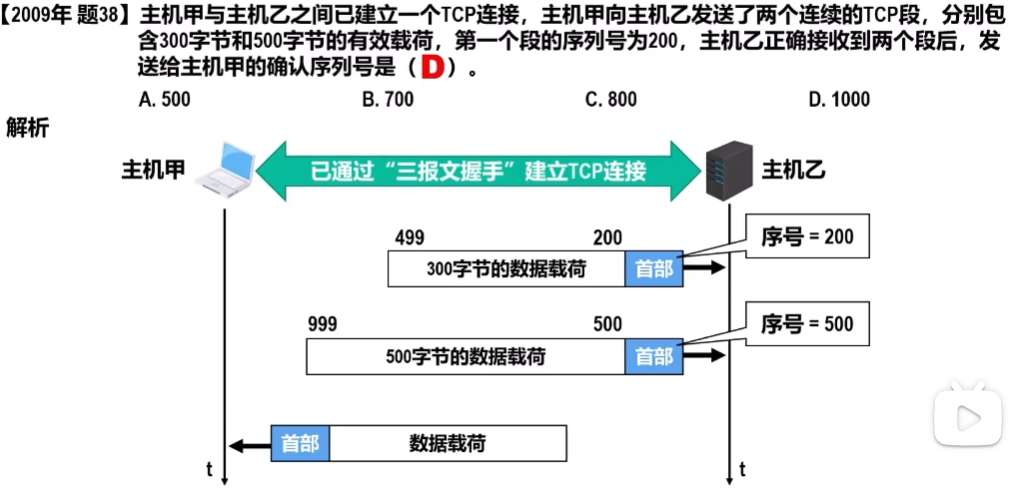 【2009年 题38】主机甲与主机乙之间已建立一个TCP连接，主机甲向主机乙发送了两个连续的TCP段，分别包
含300字节和500字节的有效载荷，第一个段的序列号为200，主机乙正确接收到两个段后，发
送给主机甲的确认序列号是（D）。
A. 500 B. 700 C. 800 D. 1000
解析
主机甲 已通过“三报文握手”建立TCP连接 主机乙
499 200 序号 = 200
300字节的数据载荷 首部
999 500 序号 = 500
500字节的数据载荷 首部
首部 数据载荷
t t